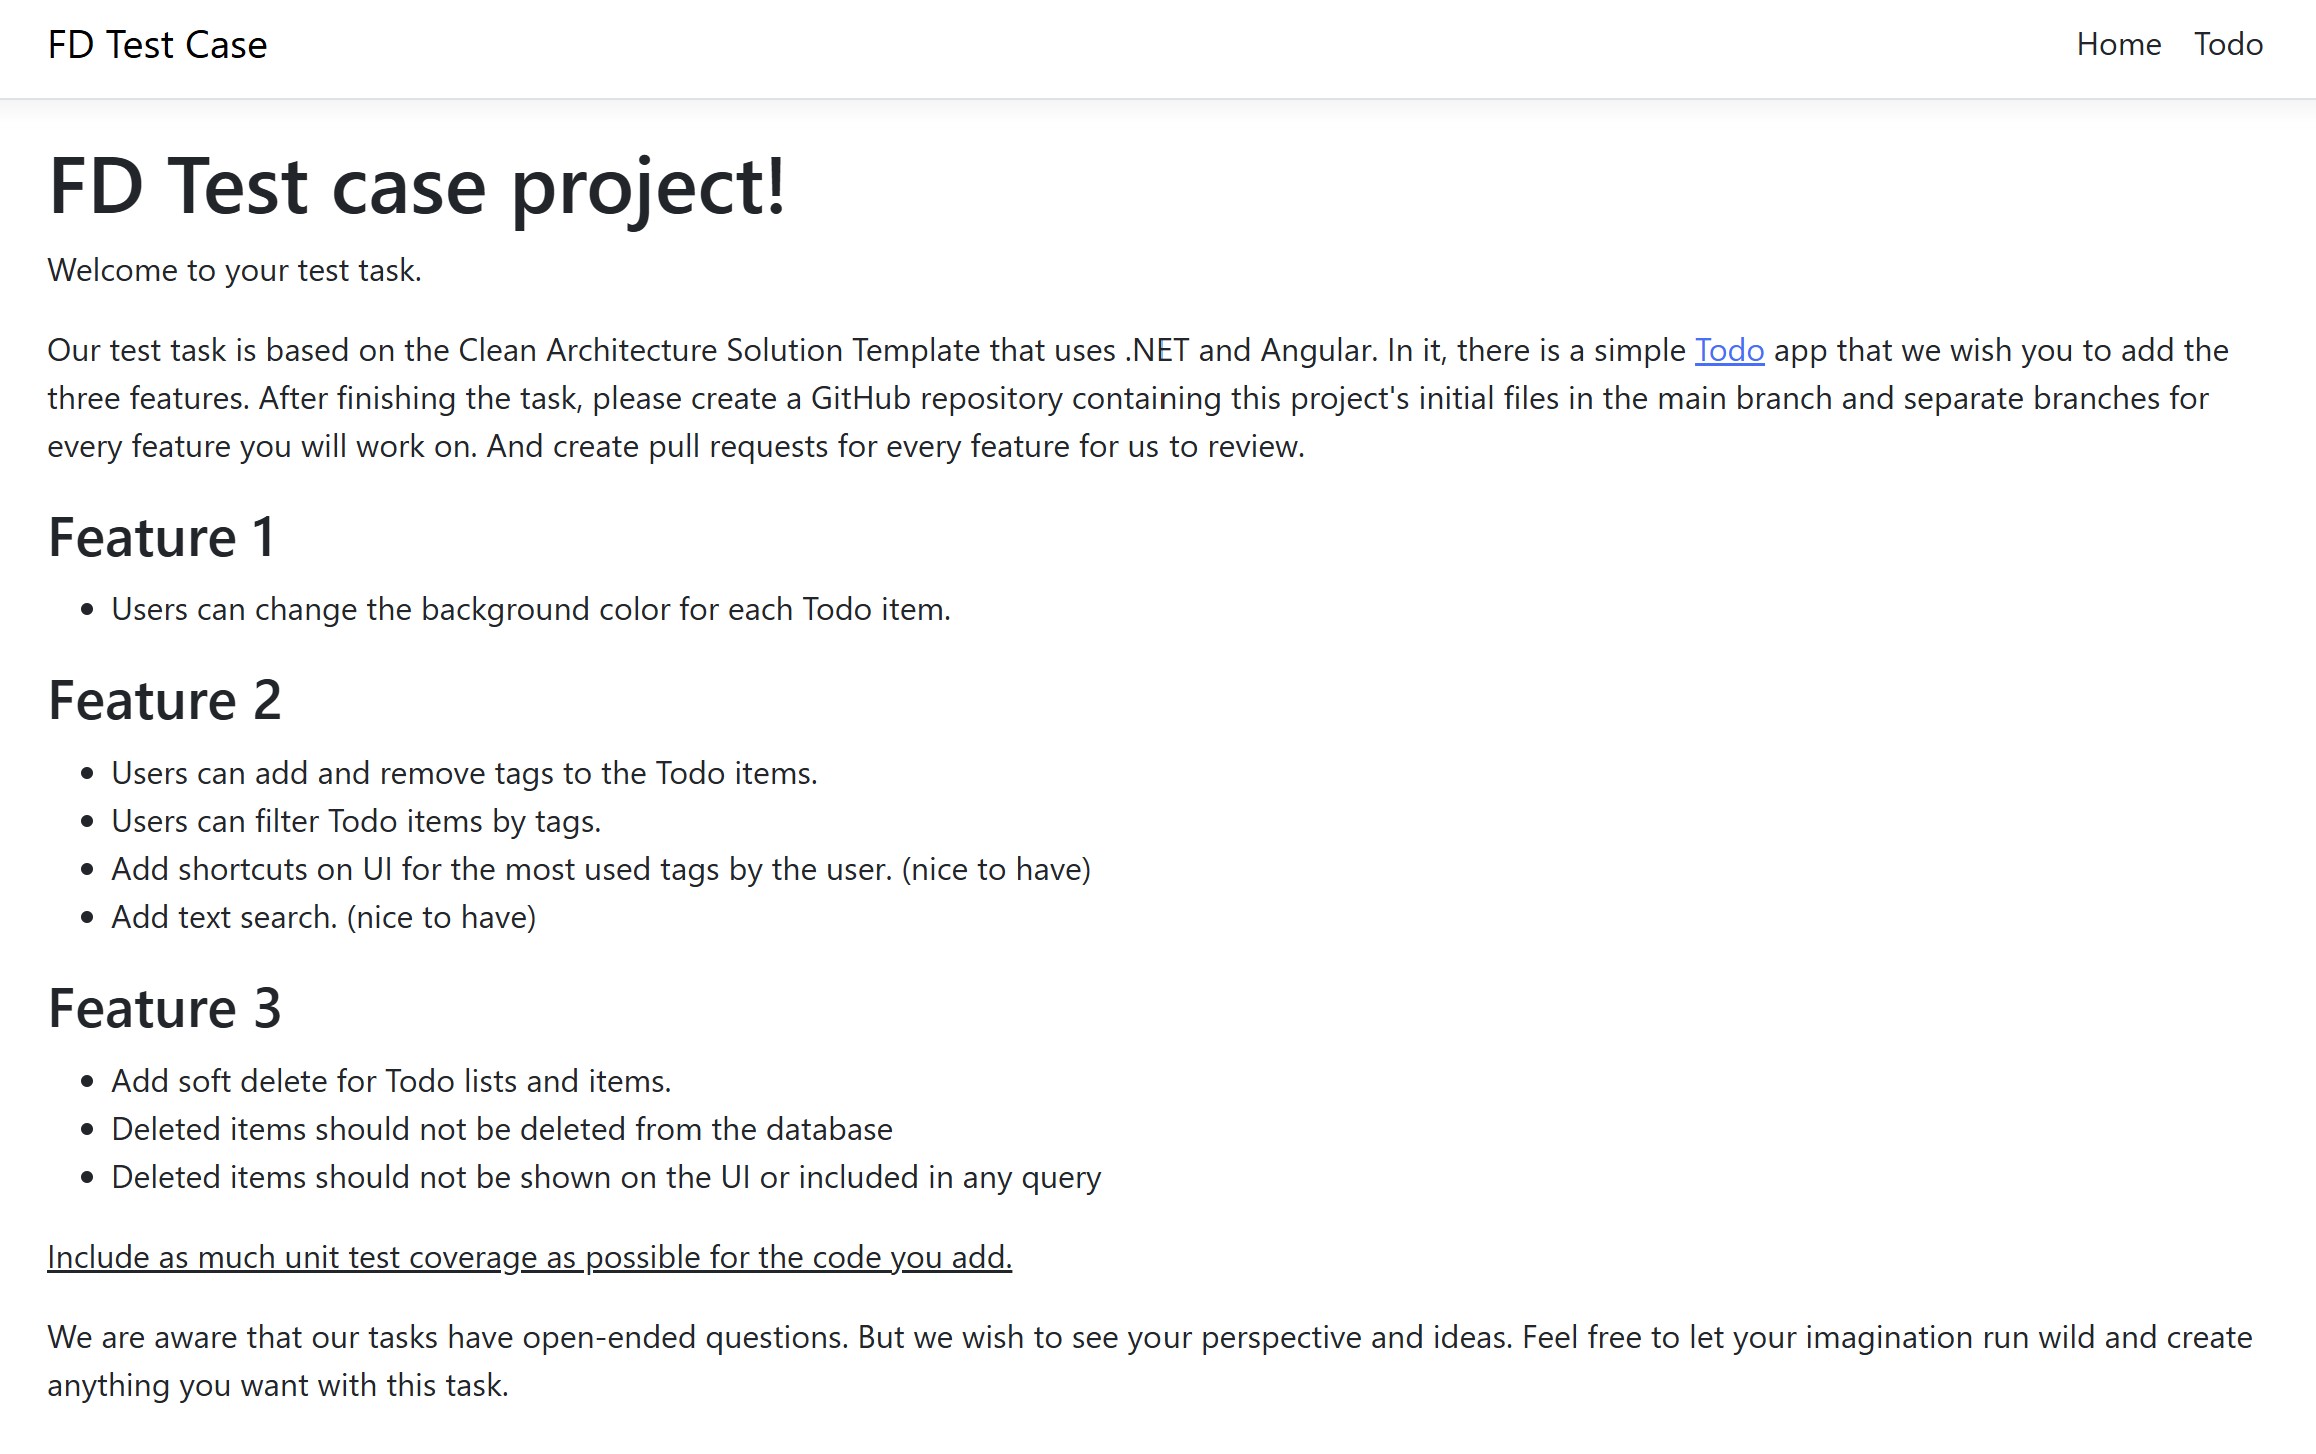 FD Test Case
Home Todo
FD Test case project!
Welcome to your test task.
Our test task is based on the Clean Architecture Solution Template that uses .NET and Angular. In it, there is a simple Todo app that we wish you to add the
three features. After finishing the task, please create a GitHub repository containing this project's initial files in the main branch and separate branches for
every feature you will work on. And create pull requests for every feature for us to review.
Feature 1
• Users can change the background color for each Todo item.
Feature 2
• Users can add and remove tags to the Todo items.
• Users can filter Todo items by tags.
• Add shortcuts on UI for the most used tags by the user. (nice to have)
• Add text search. (nice to have)
Feature 3
• Add soft delete for Todo lists and items.
• Deleted items should not be deleted from the database
• Deleted items should not be shown on the UI or included in any query
Include as much unit test coverage as possible for the code you add.
We are aware that our tasks have open-ended questions. But we wish to see your perspective and ideas. Feel free to let your imagination run wild and create
anything you want with this task.